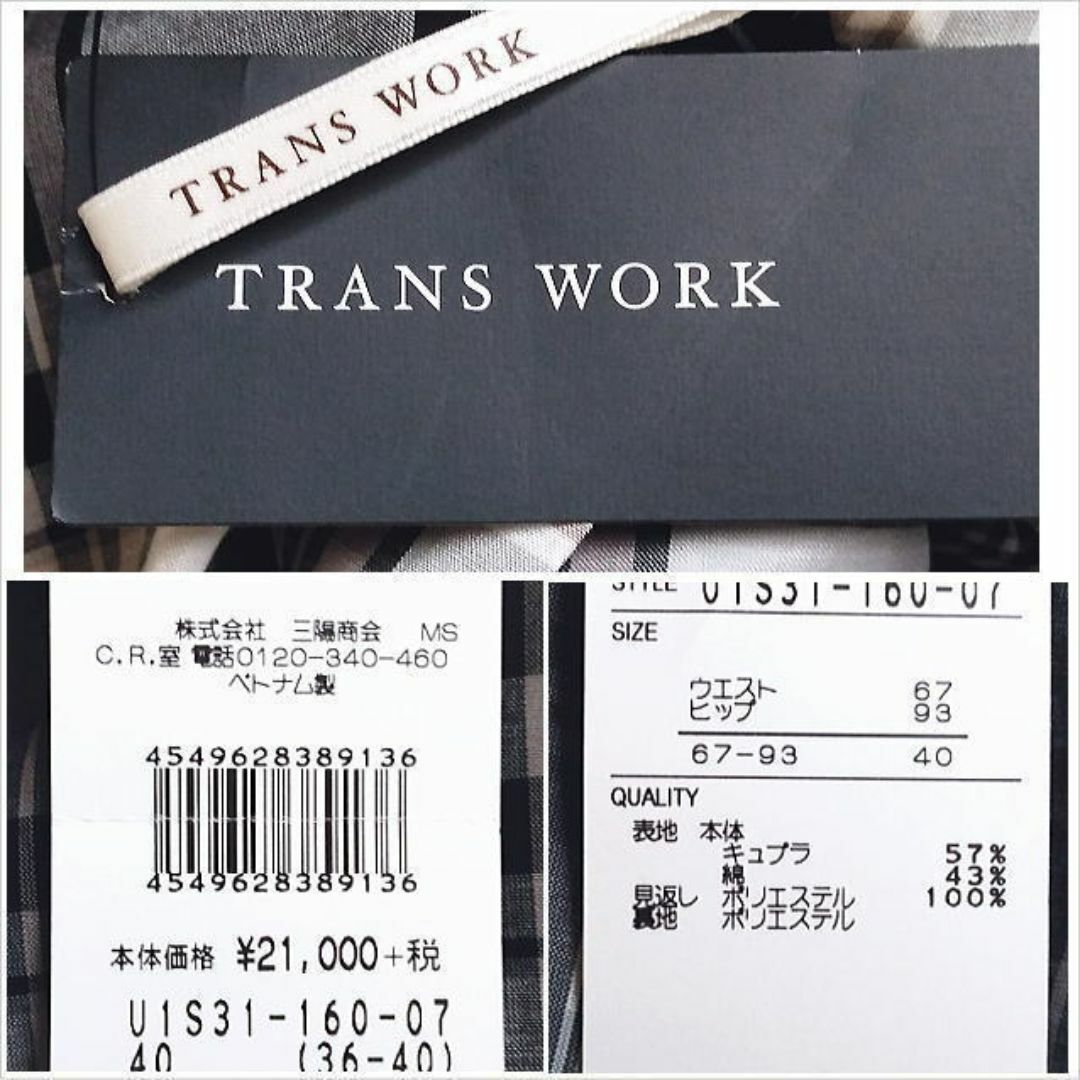 TRANS WORK
TRANS WORK
株式会社 三陽商会 MS
C.R.室 電話0120-340-460
ベトナム製
4549628389136
4549628389136
本体価格 ¥21,000+税
U1S31-160-07
40 (36-40)
STYLE U1S31-160-07
SIZE
ウエスト 67
ヒップ 93
67-93 40
QUALITY
表地 本体
キュプラ 57%
綿 43%
見返し ポリエステル 100%
裏地 ポリエステル